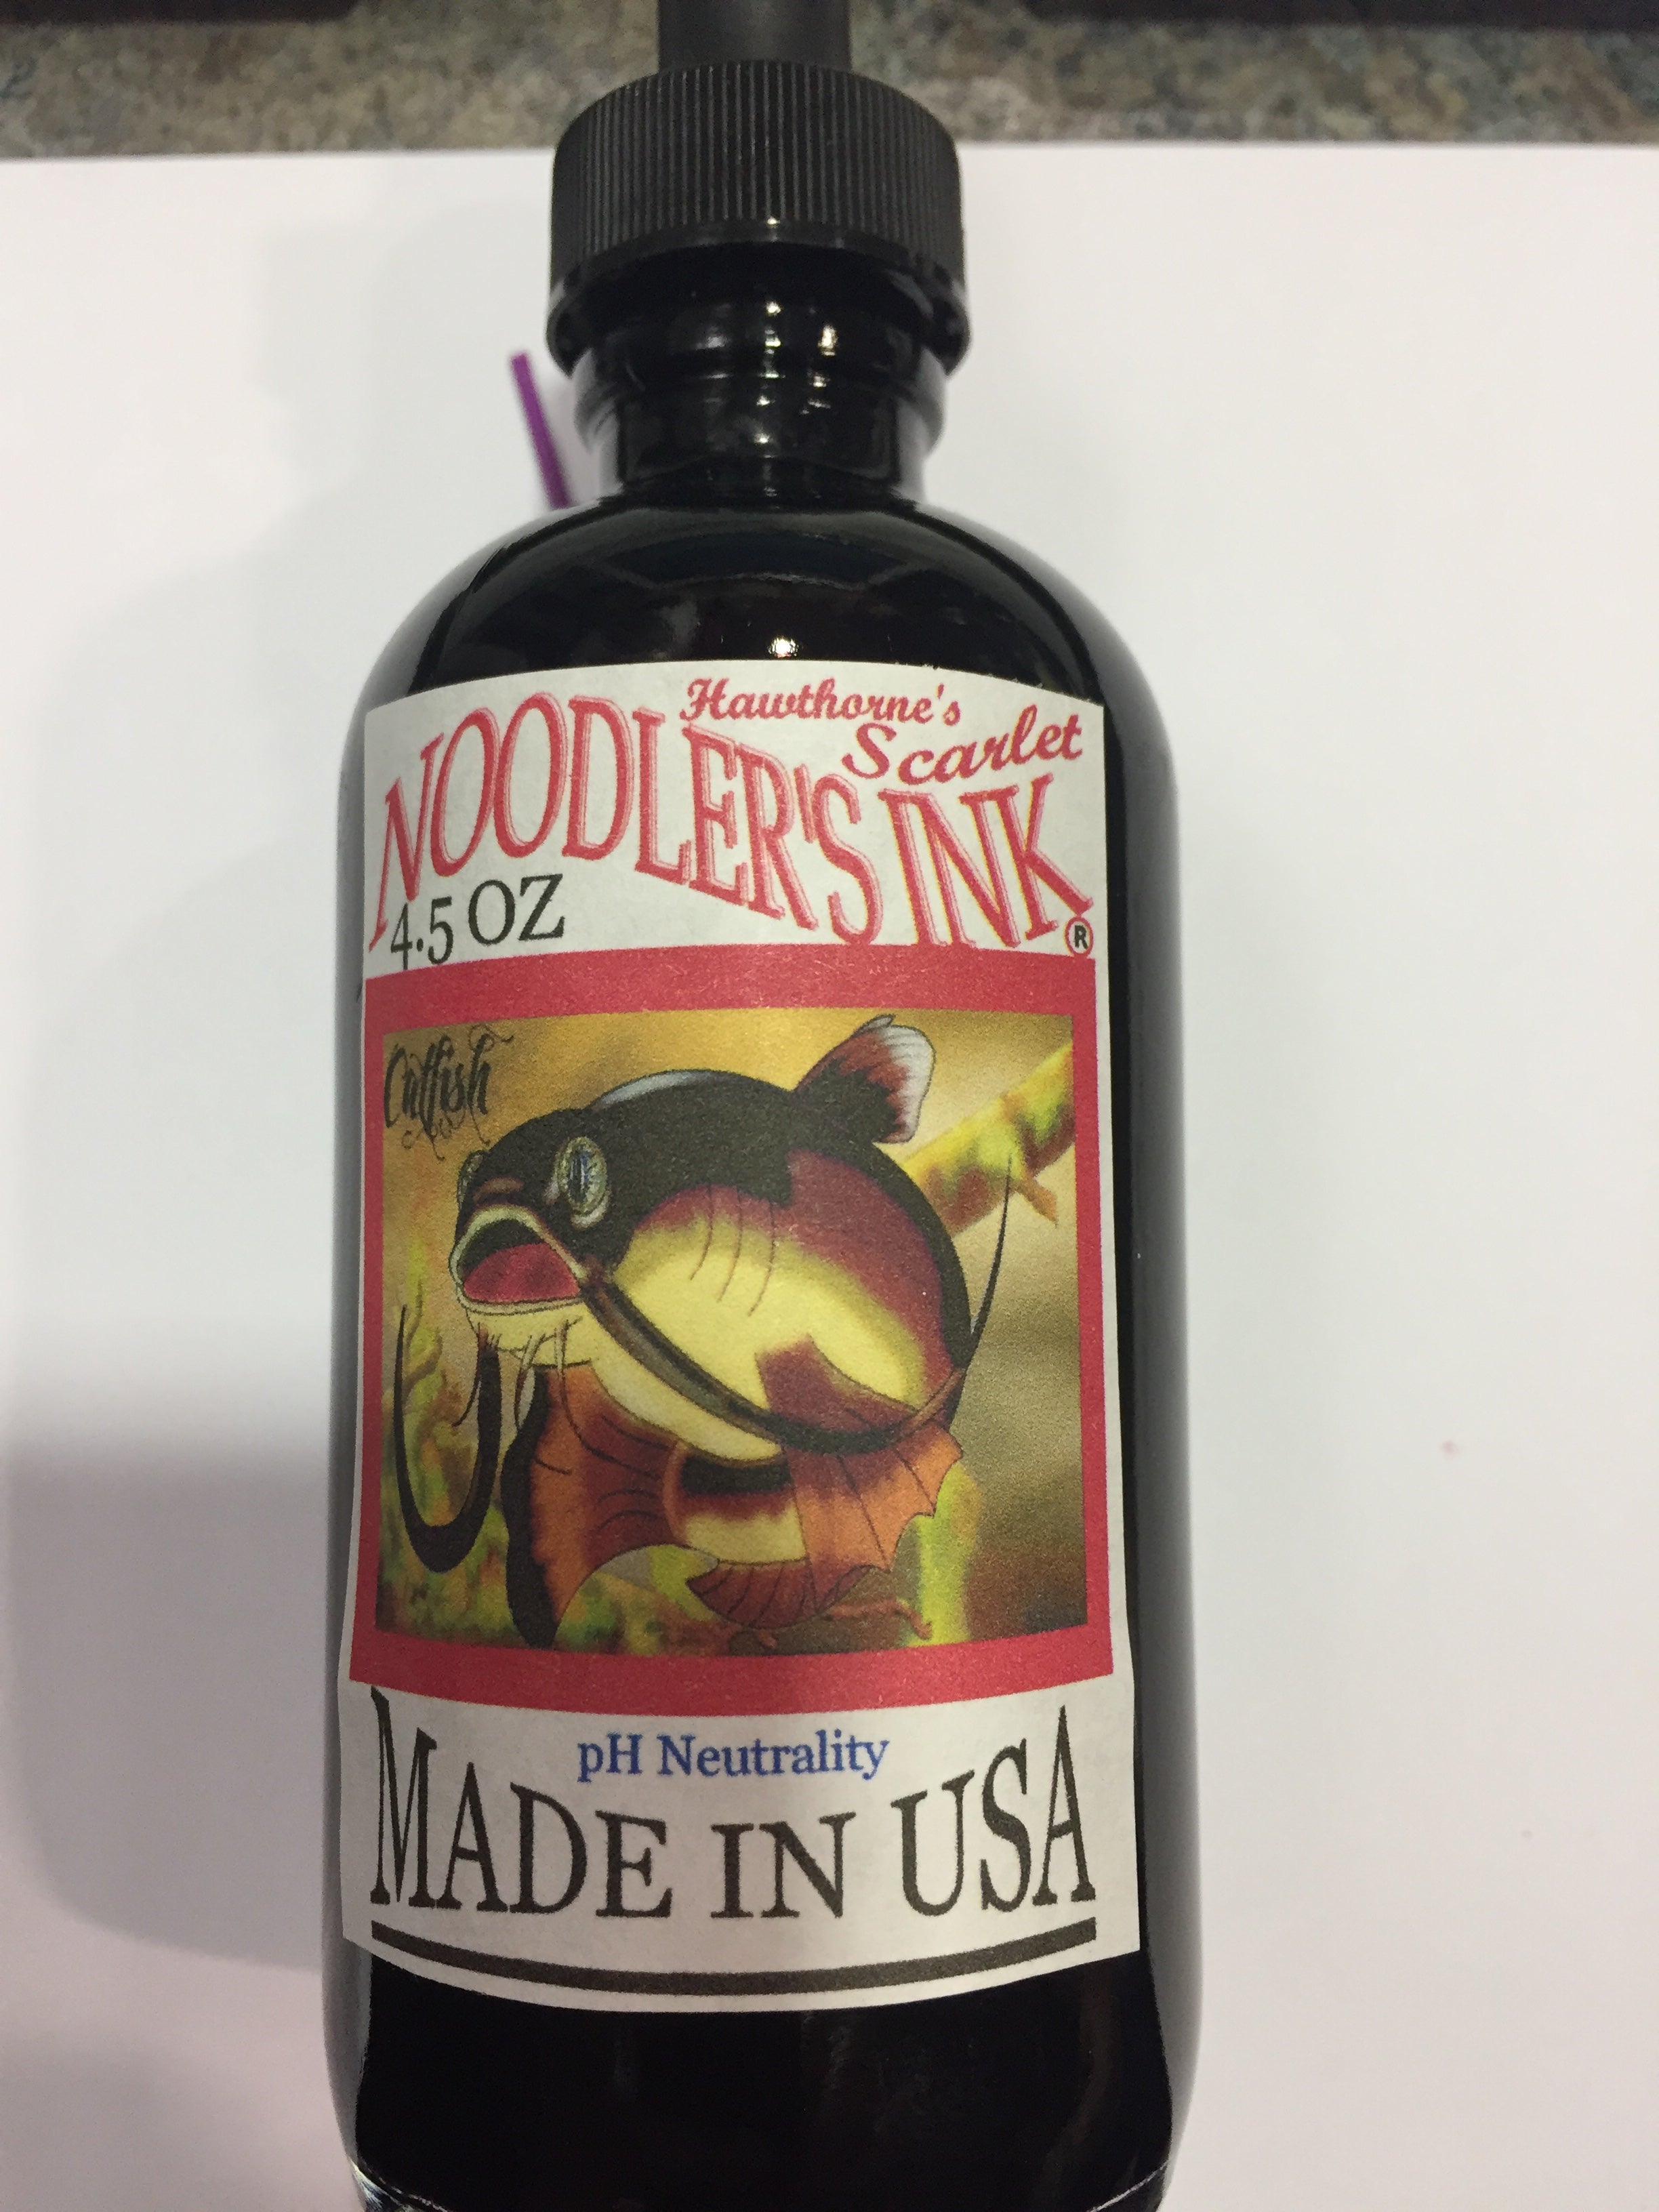 Hawthorne's
Scarlet
NOODLER'S INK
®
4.5 OZ
Catfish
pH Neutrality
MADE IN USA